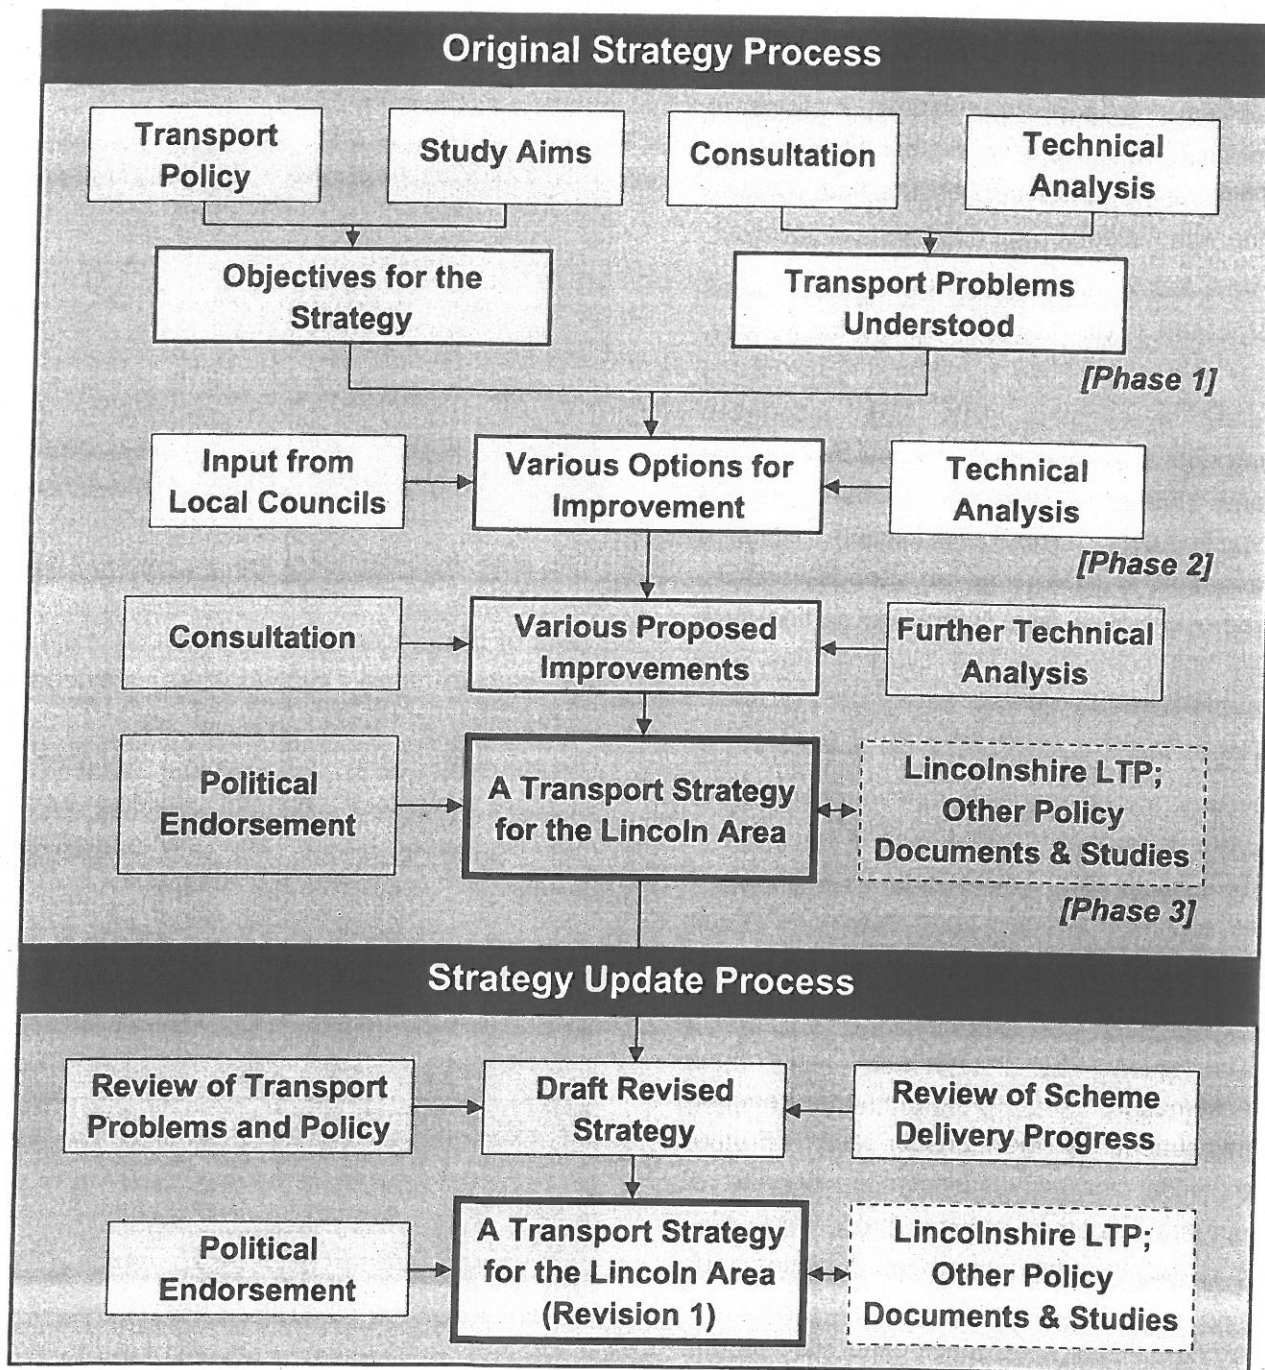 Original Strategy Process
Transport
Policy
Study Aims
Consultation
Technical
Analysis
Objectives for the
Strategy
Transport Problems
Understood
[Phase 1]
Input from
Local Councils
Various Options for
Improvement
Technical
Analysis
[Phase 2]
Consultation
Various Proposed
Improvements
Further Technical
Analysis
Political
Endorsement
A Transport Strategy
for the Lincoln Area
Lincolnshire LTP;
Other Policy
Documents & Studies
[Phase 3]
Strategy Update Process
Review of Transport
Problems and Policy
Draft Revised
Strategy
Review of Scheme
Delivery Progress
Political
Endorsement
A Transport Strategy
for the Lincoln Area
(Revision 1)
Lincolnshire LTP;
Other Policy
Documents & Studies